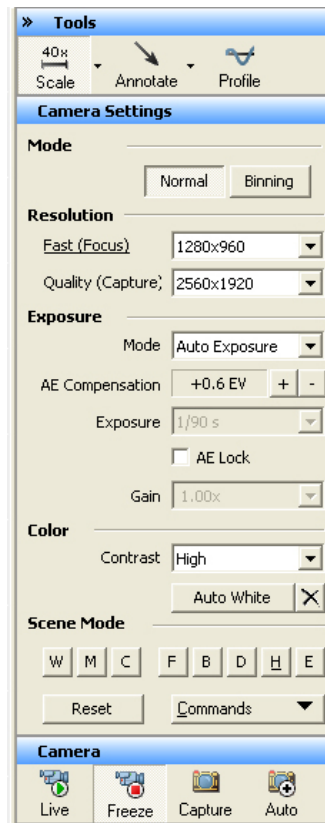 » Tools
40x
Scale Annotate Profile
Camera Settings
Mode
Normal Binning
Resolution
Fast (Focus) 1280x960
Quality (Capture) 2560x1920
Exposure
Mode Auto Exposure
AE Compensation +0.6 EV + -
Exposure 1/90 s
AE Lock
Gain 1.00x
Color
Contrast High
Auto White X
Scene Mode
W M C F B D H E
Reset Commands
Camera
Live Freeze Capture Auto